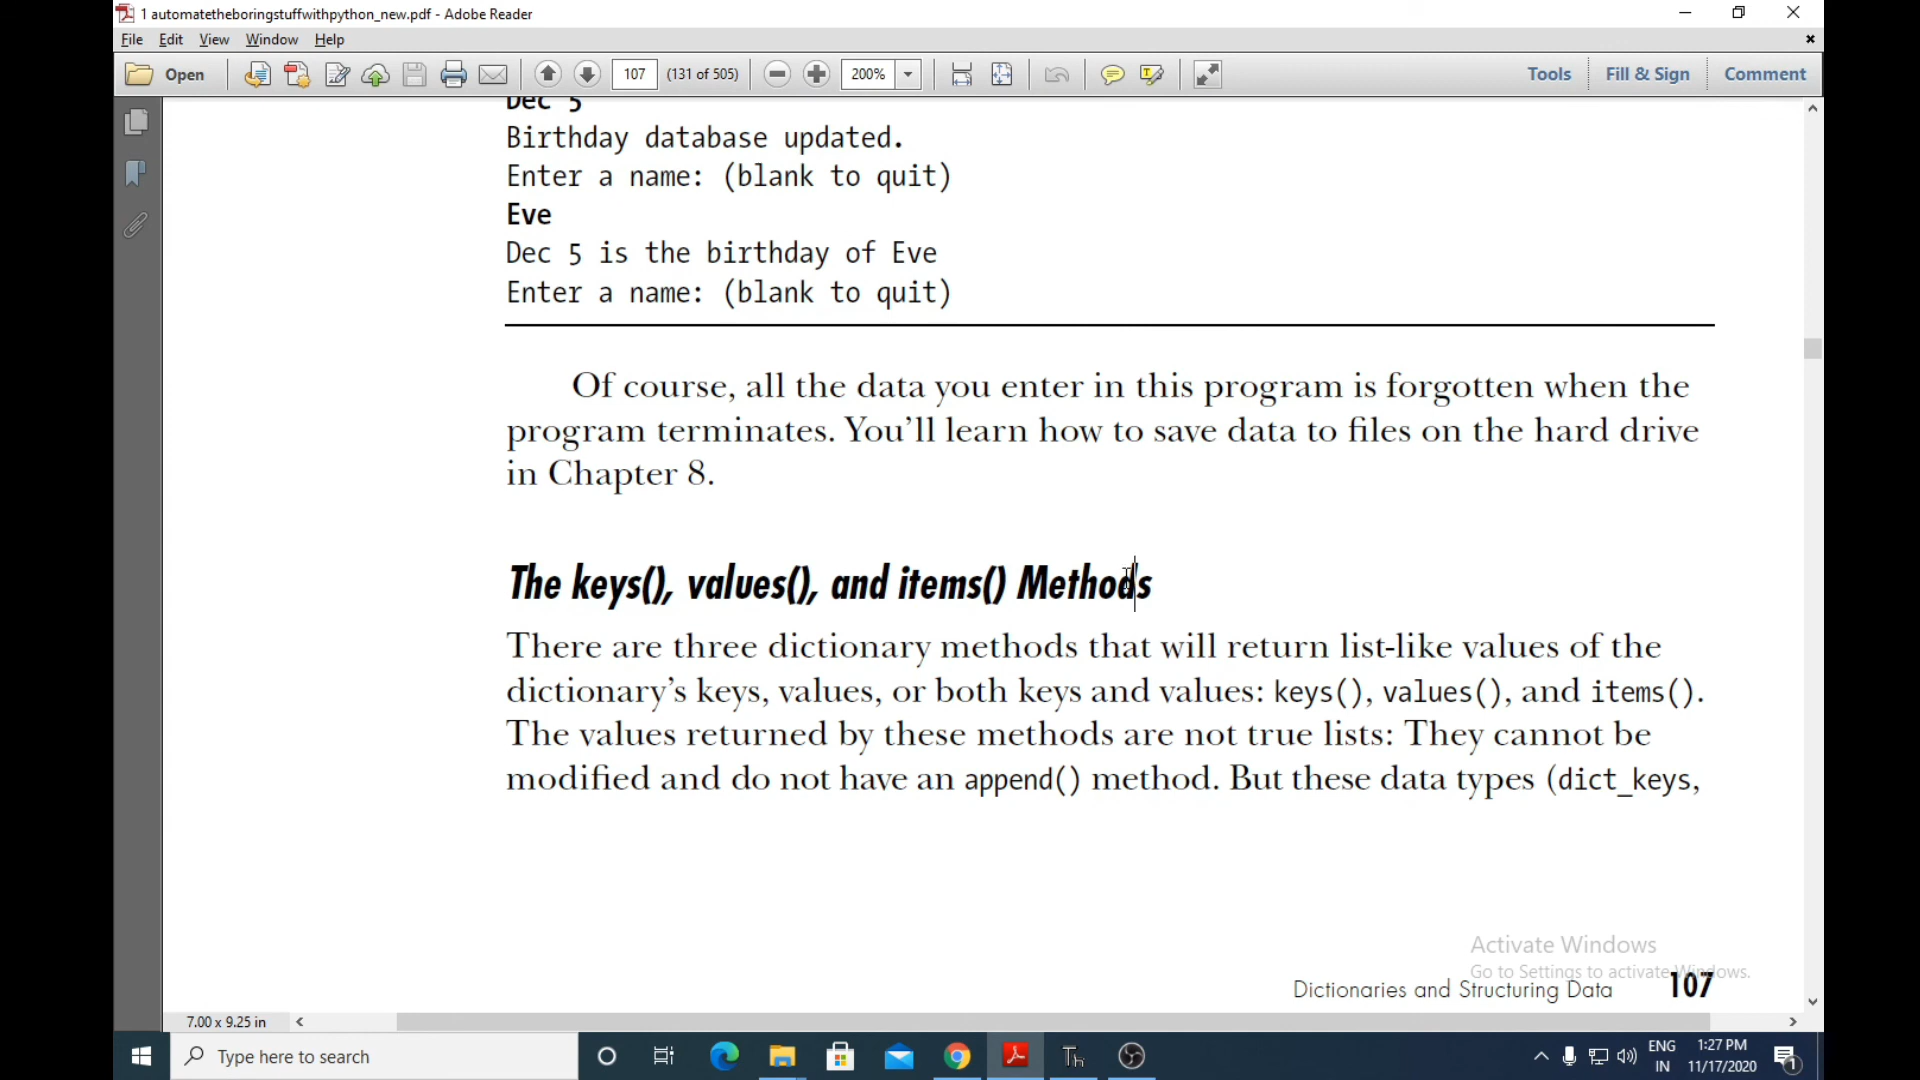 1 automatetheboringstuffwithpython_new.pdf - Adobe Reader
File Edit View Window Help
Open 107 (131 of 505) 200% Tools Fill & Sign Comment
Dec 5
Birthday database updated.
Enter a name: (blank to quit)
Eve
Dec 5 is the birthday of Eve
Enter a name: (blank to quit)
Of course, all the data you enter in this program is forgotten when the
program terminates. You’ll learn how to save data to files on the hard drive
in Chapter 8.
The keys(), values(), and items() Methods
There are three dictionary methods that will return list-like values of the
dictionary’s keys, values, or both keys and values: keys(), values(), and items().
The values returned by these methods are not true lists: They cannot be
modified and do not have an append() method. But these data types (dict_keys,
Activate Windows
Go to Settings to activate Windows.
Dictionaries and Structuring Data 107
7.00 x 9.25 in
Type here to search
Th
ENG
IN
1:27 PM
11/17/2020
1